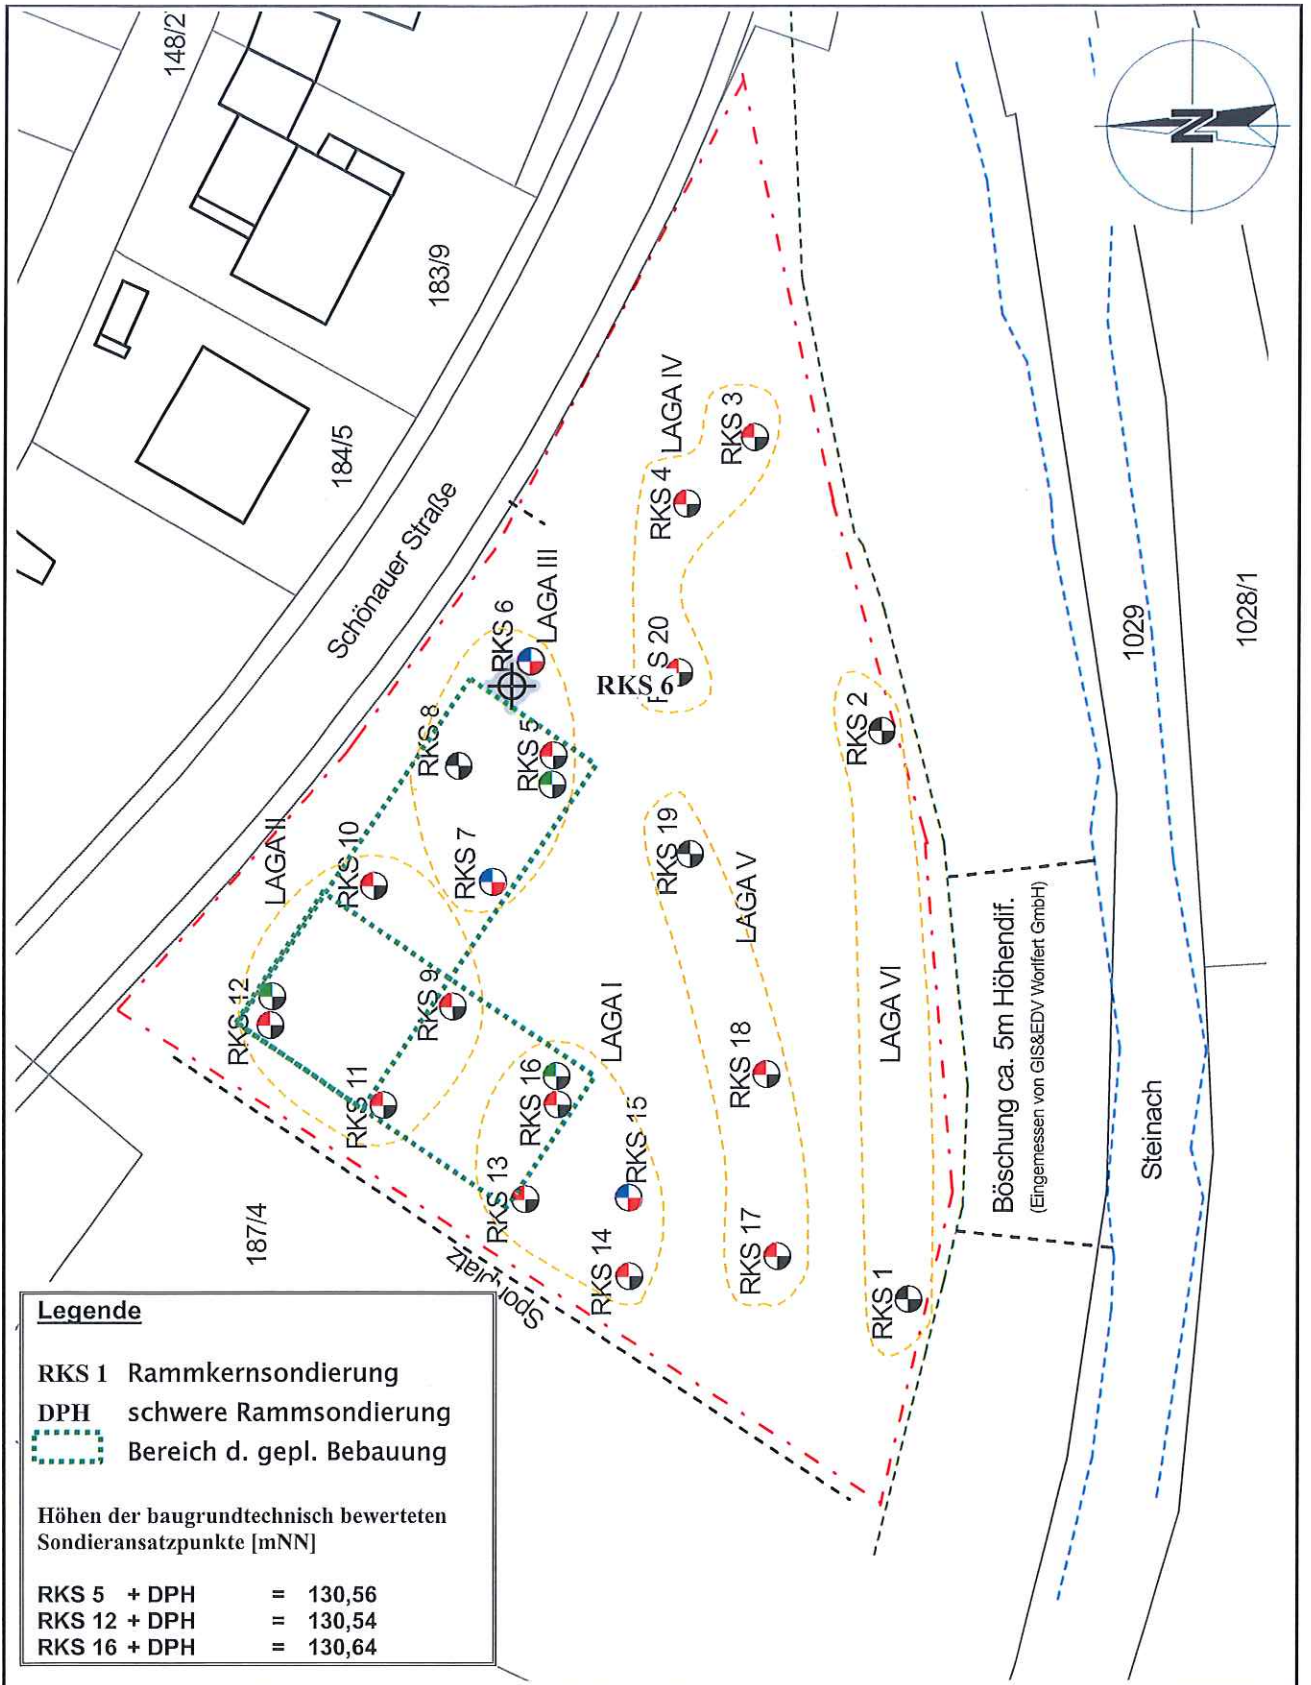 148/2
183/9
184/5
Schönauer Straße
N
LAGA IV
RKS 3
RKS 4
LAGA III
RKS 6
S 20
RKS 6
RKS 8
RKS 5
RKS 2
1029
1028/1
LAGA II
RKS 10
RKS 7
RKS 19
LAGA V
RKS 12
RKS 9
LAGA I
RKS 18
LAGA VI
Böschung ca. 5m Höhendif.
(Eingemessen von GIS&EDV Worlfert GmbH)
Steinach
RKS 11
RKS 16
RKS 15
RKS 13
187/4
RKS 14
RKS 17
RKS 1
Sportplatz
Legende
RKS 1 Rammkernsondierung
DPH schwere Rammsondierung
Bereich d. gepl. Bebauung
Höhen der baugrundtechnisch bewerteten
Sondieransatzpunkte [mNN]
RKS 5 + DPH = 130,56
RKS 12 + DPH = 130,54
RKS 16 + DPH = 130,64